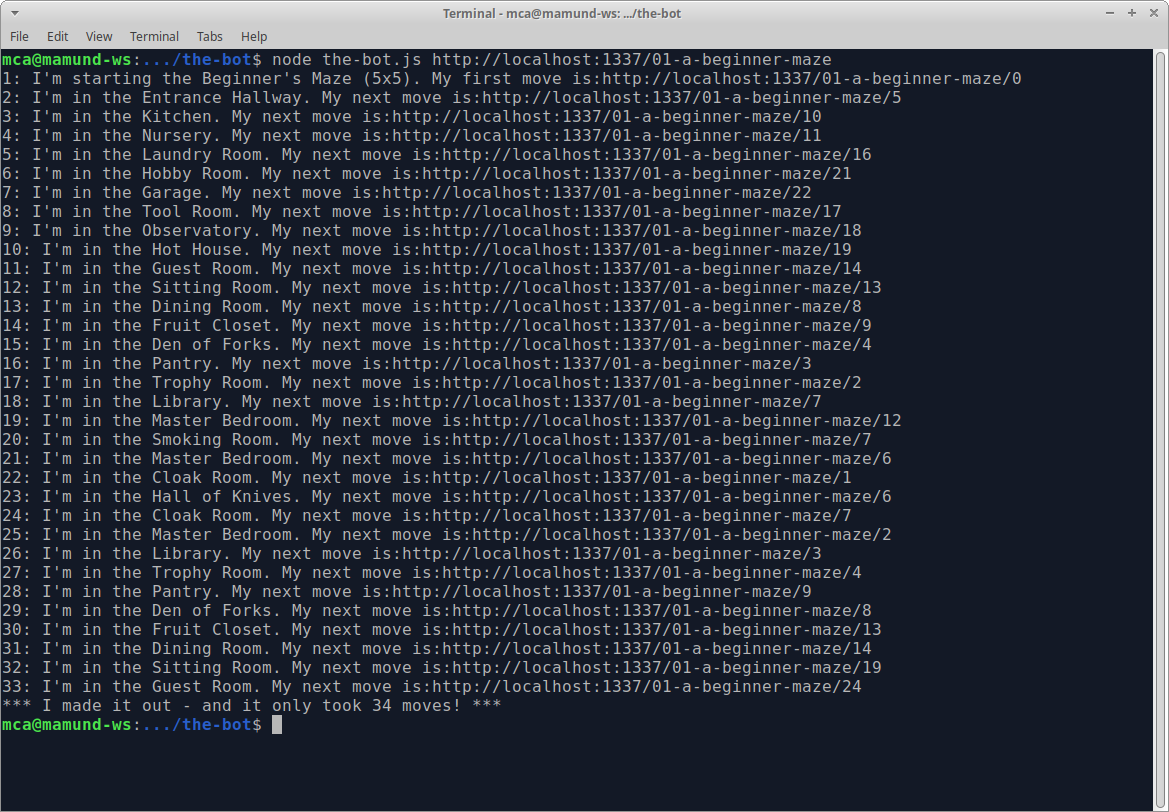 Terminal - mca@mamund-ws: .../the-bot
File Edit View Terminal Tabs Help
mca@mamund-ws:.../the-bot$ node the-bot.js http://localhost:1337/01-a-beginner-maze
1: I'm starting the Beginner's Maze (5x5). My first move is:http://localhost:1337/01-a-beginner-maze/0
2: I'm in the Entrance Hallway. My next move is:http://localhost:1337/01-a-beginner-maze/5
3: I'm in the Kitchen. My next move is:http://localhost:1337/01-a-beginner-maze/10
4: I'm in the Nursery. My next move is:http://localhost:1337/01-a-beginner-maze/11
5: I'm in the Laundry Room. My next move is:http://localhost:1337/01-a-beginner-maze/16
6: I'm in the Hobby Room. My next move is:http://localhost:1337/01-a-beginner-maze/21
7: I'm in the Garage. My next move is:http://localhost:1337/01-a-beginner-maze/22
8: I'm in the Tool Room. My next move is:http://localhost:1337/01-a-beginner-maze/17
9: I'm in the Observatory. My next move is:http://localhost:1337/01-a-beginner-maze/18
10: I'm in the Hot House. My next move is:http://localhost:1337/01-a-beginner-maze/19
11: I'm in the Guest Room. My next move is:http://localhost:1337/01-a-beginner-maze/14
12: I'm in the Sitting Room. My next move is:http://localhost:1337/01-a-beginner-maze/13
13: I'm in the Dining Room. My next move is:http://localhost:1337/01-a-beginner-maze/8
14: I'm in the Fruit Closet. My next move is:http://localhost:1337/01-a-beginner-maze/9
15: I'm in the Den of Forks. My next move is:http://localhost:1337/01-a-beginner-maze/4
16: I'm in the Pantry. My next move is:http://localhost:1337/01-a-beginner-maze/3
17: I'm in the Trophy Room. My next move is:http://localhost:1337/01-a-beginner-maze/2
18: I'm in the Library. My next move is:http://localhost:1337/01-a-beginner-maze/7
19: I'm in the Master Bedroom. My next move is:http://localhost:1337/01-a-beginner-maze/12
20: I'm in the Smoking Room. My next move is:http://localhost:1337/01-a-beginner-maze/7
21: I'm in the Master Bedroom. My next move is:http://localhost:1337/01-a-beginner-maze/6
22: I'm in the Cloak Room. My next move is:http://localhost:1337/01-a-beginner-maze/1
23: I'm in the Hall of Knives. My next move is:http://localhost:1337/01-a-beginner-maze/6
24: I'm in the Cloak Room. My next move is:http://localhost:1337/01-a-beginner-maze/7
25: I'm in the Master Bedroom. My next move is:http://localhost:1337/01-a-beginner-maze/2
26: I'm in the Library. My next move is:http://localhost:1337/01-a-beginner-maze/3
27: I'm in the Trophy Room. My next move is:http://localhost:1337/01-a-beginner-maze/4
28: I'm in the Pantry. My next move is:http://localhost:1337/01-a-beginner-maze/9
29: I'm in the Den of Forks. My next move is:http://localhost:1337/01-a-beginner-maze/8
30: I'm in the Fruit Closet. My next move is:http://localhost:1337/01-a-beginner-maze/13
31: I'm in the Dining Room. My next move is:http://localhost:1337/01-a-beginner-maze/14
32: I'm in the Sitting Room. My next move is:http://localhost:1337/01-a-beginner-maze/19
33: I'm in the Guest Room. My next move is:http://localhost:1337/01-a-beginner-maze/24
*** I made it out - and it only took 34 moves! ***
mca@mamund-ws:.../the-bot$